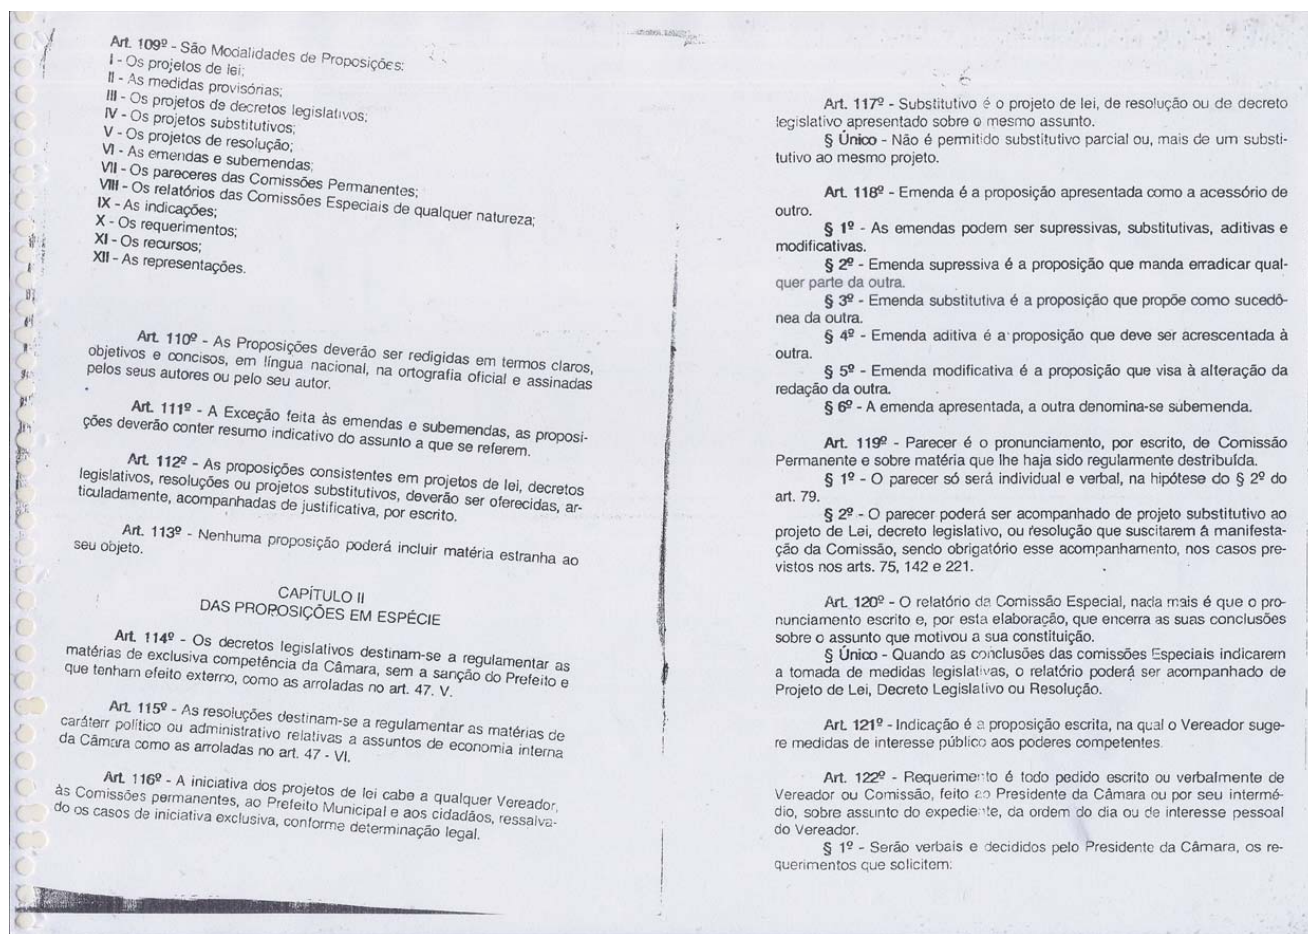 Art. 109º - São Modalidades de Proposições:
I - Os projetos de lei;
II - As medidas provisórias;
III - Os projetos de decretos legislativos;
IV - Os projetos substitutivos;
V - Os projetos de resolução;
VI - As emendas e subemendas;
VII - Os pareceres das Comissões Permanentes;
VIII - Os relatórios das Comissões Especiais de qualquer natureza;
IX - As indicações;
X - Os requerimentos;
XI - Os recursos;
XII - As representações.
Art. 110º - As Proposições deverão ser redigidas em termos claros,
objetivos e concisos, em língua nacional, na ortografia oficial e assinadas
pelos seus autores ou pelo seu autor.
Art. 111º - A Exceção feita às emendas e subemendas, as proposi-
ções deverão conter resumo indicativo do assunto a que se referem.
Art. 112º - As proposições consistentes em projetos de lei, decretos
legislativos, resoluções ou projetos substitutivos, deverão ser oferecidas, ar-
ticuladamente, acompanhadas de justificativa, por escrito.
Art. 113º - Nenhuma proposição poderá incluir matéria estranha ao
seu objeto.
CAPÍTULO II
DAS PROPOSIÇÕES EM ESPÉCIE
Art. 114º - Os decretos legislativos destinam-se a regulamentar as
matérias de exclusiva competência da Câmara, sem a sanção do Prefeito e
que tenham efeito externo, como as arroladas no art. 47. V.
Art. 115º - As resoluções destinam-se a regulamentar as matérias de
caráterr político ou administrativo relativas a assuntos de economia interna
da Câmara como as arroladas no art. 47 - VI.
Art. 116º - A iniciativa dos projetos de lei cabe a qualquer Vereador,
às Comissões permanentes, ao Prefeito Municipal e aos cidadãos, ressalva-
do os casos de iniciativa exclusiva, conforme determinação legal.
Art. 117º - Substitutivo é o projeto de lei, de resolução ou de decreto
legislativo apresentado sobre o mesmo assunto.
§ Único - Não é permitido substitutivo parcial ou, mais de um substi-
tutivo ao mesmo projeto.
Art. 118º - Emenda é a proposição apresentada como a acessório de
outro.
§ 1º - As emendas podem ser supressivas, substitutivas, aditivas e
modificativas.
§ 2º - Emenda supressiva é a proposição que manda erradicar qual-
quer parte da outra.
§ 3º - Emenda substitutiva é a proposição que propõe como sucedô-
nea da outra.
§ 4º - Emenda aditiva é a proposição que deve ser acrescentada à
outra.
§ 5º - Emenda modificativa é a proposição que visa à alteração da
redação da outra.
§ 6º - A emenda apresentada, a outra denomina-se subemenda.
Art. 119º - Parecer é o pronunciamento, por escrito, de Comissão
Permanente e sobre matéria que lhe haja sido regularmente destribuída.
§ 1º - O parecer só será individual e verbal, na hipótese do § 2º do
art. 79.
§ 2º - O parecer poderá ser acompanhado de projeto substitutivo ao
projeto de Lei, decreto legislativo, ou resolução que suscitarem á manifesta-
ção da Comissão, sendo obrigatório esse acompanhamento, nos casos pre-
vistos nos arts. 75, 142 e 221.
Art. 120º - O relatório da Comissão Especial, nada mais é que o pro-
nunciamento escrito e, por esta elaboração, que encerra as suas conclusões
sobre o assunto que motivou a sua constituição.
§ Único - Quando as conclusões das comissões Especiais indicarem
a tomada de medidas legislativas, o relatório poderá ser acompanhado de
Projeto de Lei, Decreto Legislativo ou Resolução.
Art. 121º - Indicação é a proposição escrita, na qual o Vereador suge-
re medidas de interesse público aos poderes competentes.
Art. 122º - Requerimento é todo pedido escrito ou verbalmente de
Vereador ou Comissão, feito ao Presidente da Câmara ou por seu intermé-
dio, sobre assunto do expediente, da ordem do dia ou de interesse pessoal
do Vereador.
§ 1º - Serão verbais e decididos pelo Presidente da Câmara, os re-
querimentos que solicitem: